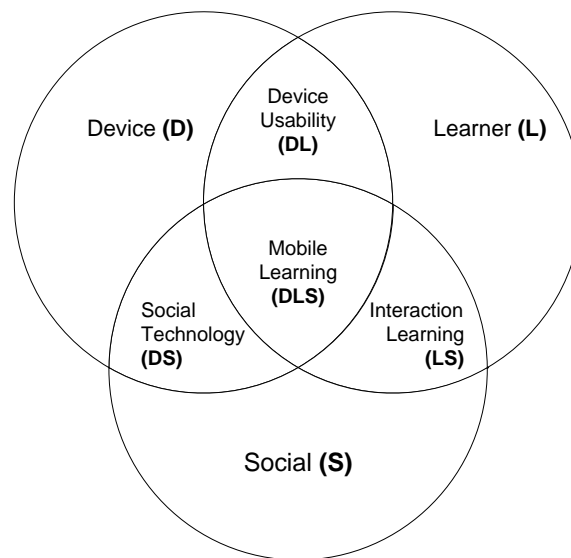 Device
Usability
(DL)
Device (D)
Learner (L)
Mobile
Learning
(DLS)
Social
Technology
(DS)
Interaction
Learning
(LS)
Social (S)